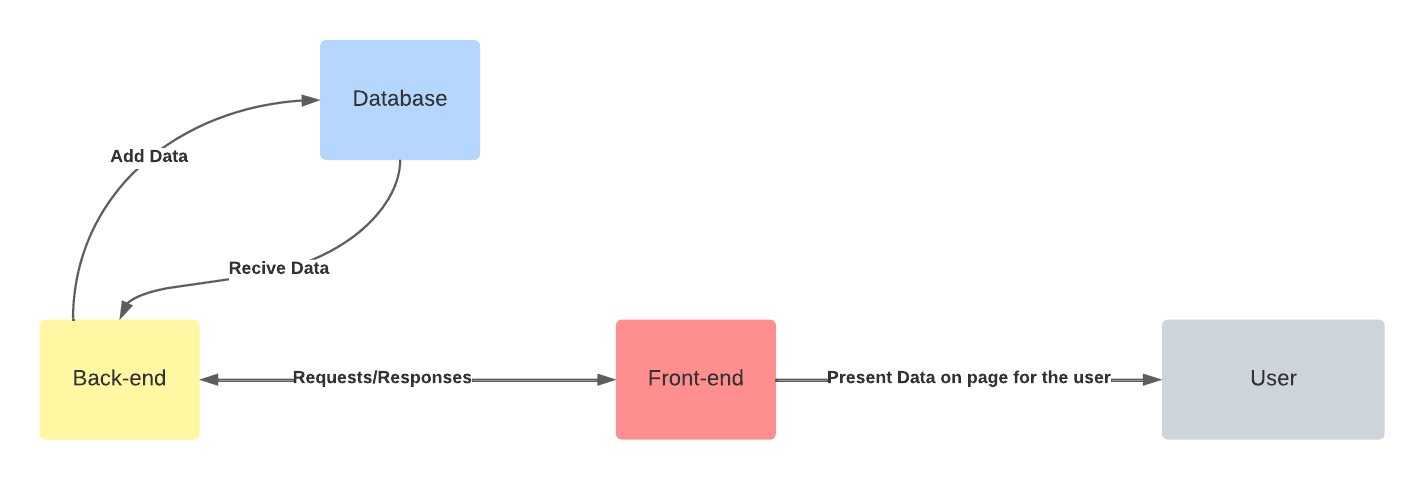 Database
Add Data
Recive Data
Back-end
Requests/Responses
Front-end
Present Data on page for the user
User